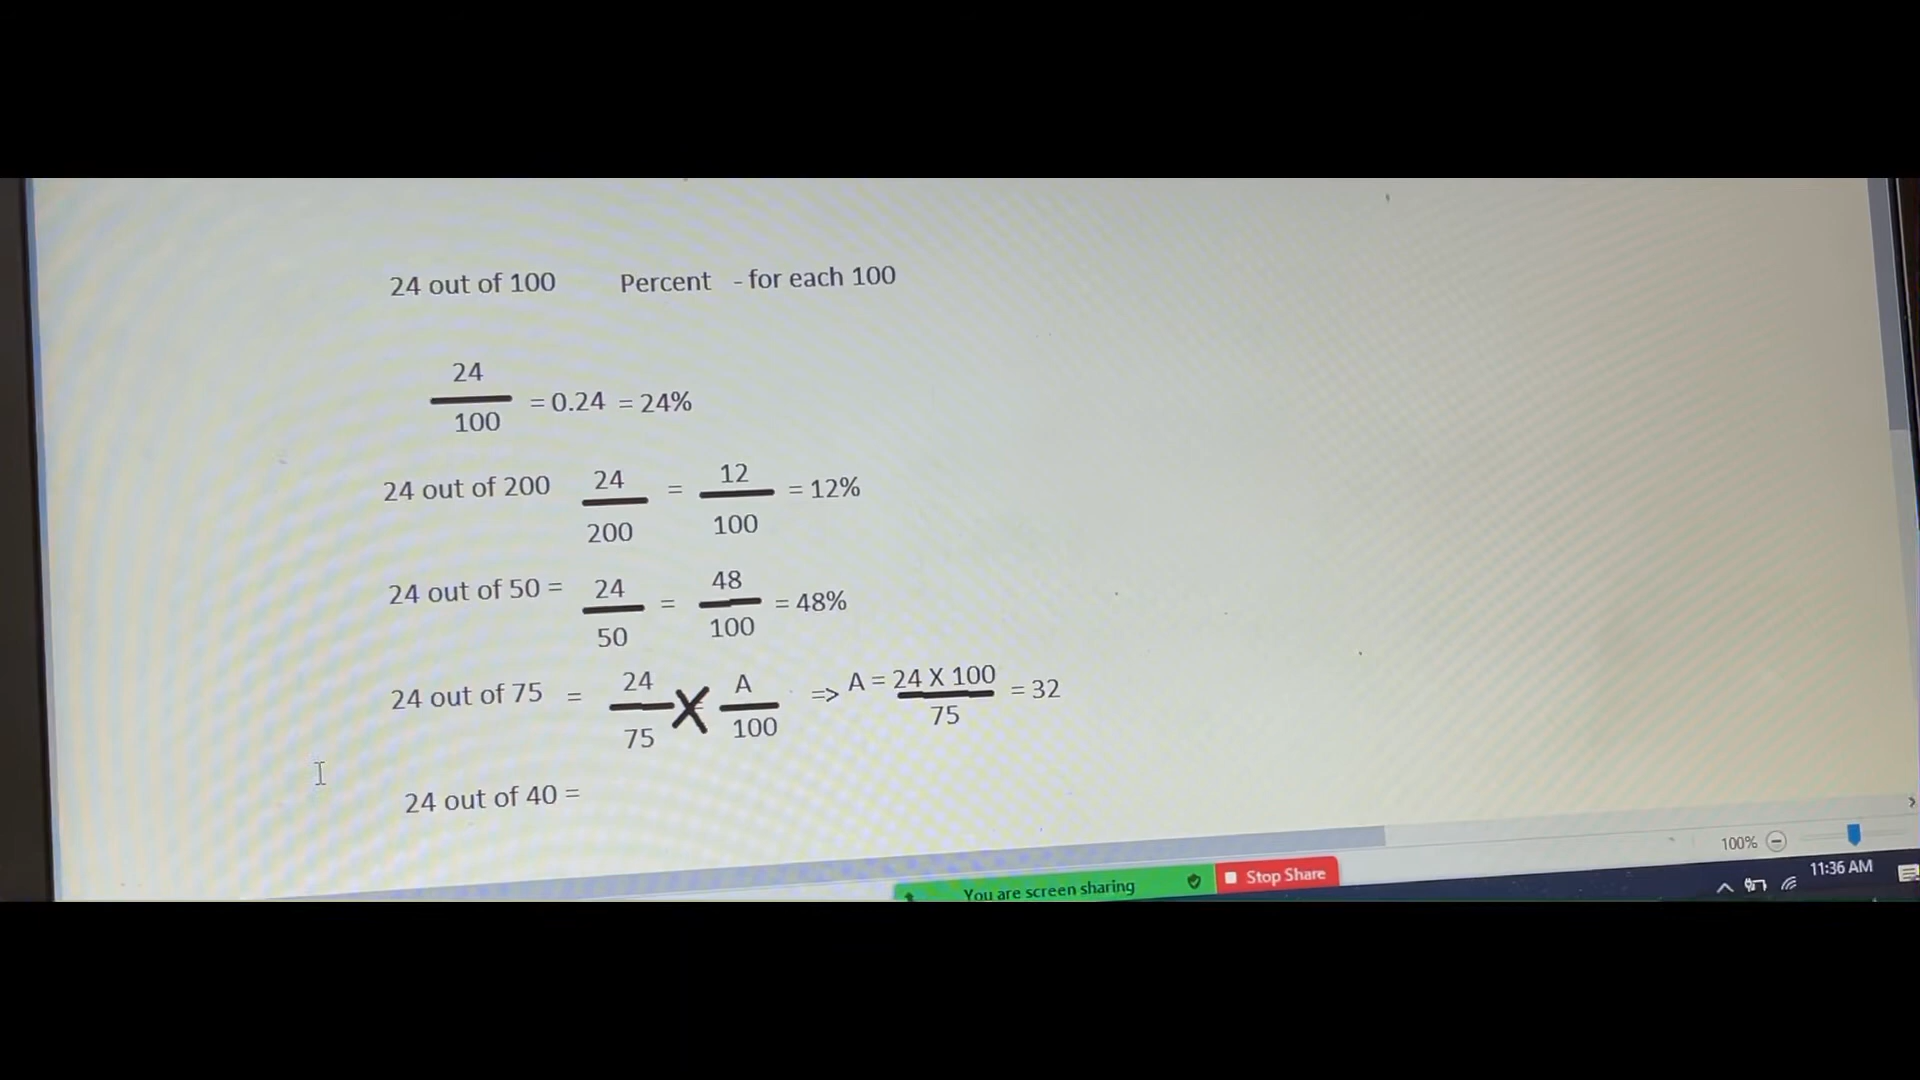 24 out of 100 Percent - for each 100
24
100
= 0.24 = 24%
24 out of 200 24 = 12 = 12%
200 100
24 out of 50 = 24 = 48 = 48%
50 100
24 out of 75 = 24 X A => A = 24 X 100 = 32
75 100 75
24 out of 40 =
100%
You are screen sharing Stop Share
11:36 AM